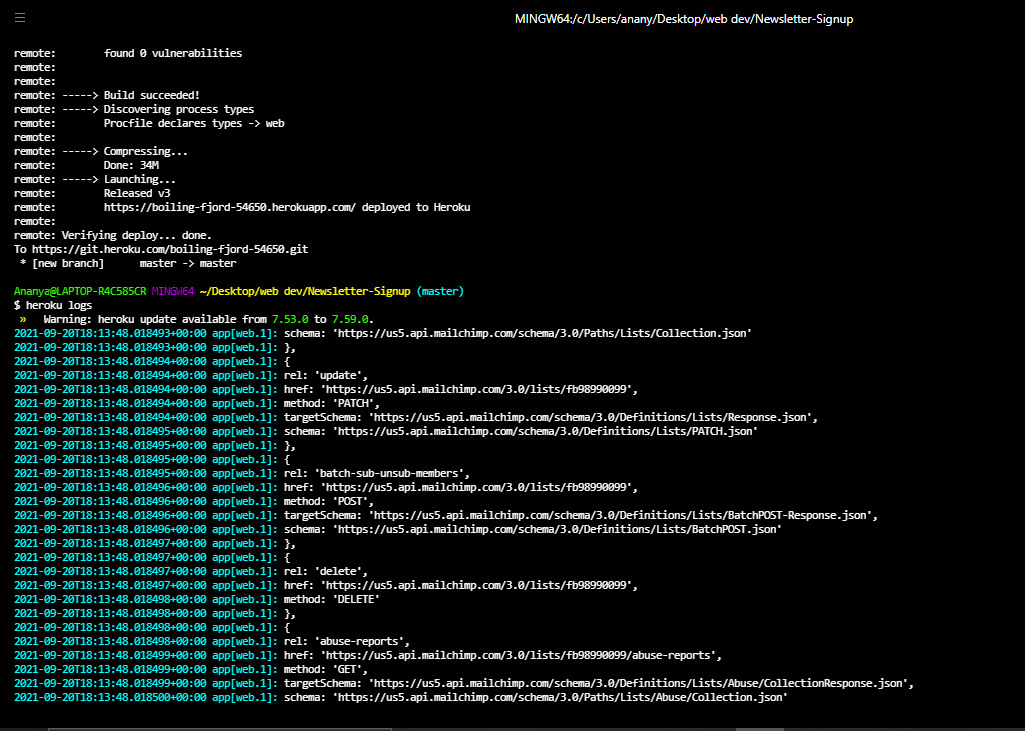 MINGW64:/c/Users/anany/Desktop/web dev/Newsletter-Signup
remote:        found 0 vulnerabilities
remote:
remote:
remote: -----> Build succeeded!
remote: -----> Discovering process types
remote:        Procfile declares types -> web
remote:
remote: -----> Compressing...
remote:        Done: 34M
remote: -----> Launching...
remote:        Released v3
remote:        https://boiling-fjord-54650.herokuapp.com/ deployed to Heroku
remote:
remote: Verifying deploy... done.
To https://git.heroku.com/boiling-fjord-54650.git
 * [new branch]      master -> master
Ananya@LAPTOP-R4C585CR MINGW64 ~/Desktop/web dev/Newsletter-Signup (master)
$ heroku logs
 »   Warning: heroku update available from 7.53.0 to 7.59.0.
2021-09-20T18:13:48.018493+00:00 app[web.1]: schema: 'https://us5.api.mailchimp.com/schema/3.0/Paths/Lists/Collection.json'
2021-09-20T18:13:48.018493+00:00 app[web.1]: },
2021-09-20T18:13:48.018494+00:00 app[web.1]: {
2021-09-20T18:13:48.018494+00:00 app[web.1]: rel: 'update',
2021-09-20T18:13:48.018494+00:00 app[web.1]: href: 'https://us5.api.mailchimp.com/3.0/lists/fb98990099',
2021-09-20T18:13:48.018494+00:00 app[web.1]: method: 'PATCH',
2021-09-20T18:13:48.018494+00:00 app[web.1]: targetSchema: 'https://us5.api.mailchimp.com/schema/3.0/Definitions/Lists/Response.json',
2021-09-20T18:13:48.018495+00:00 app[web.1]: schema: 'https://us5.api.mailchimp.com/schema/3.0/Definitions/Lists/PATCH.json'
2021-09-20T18:13:48.018495+00:00 app[web.1]: },
2021-09-20T18:13:48.018495+00:00 app[web.1]: {
2021-09-20T18:13:48.018495+00:00 app[web.1]: rel: 'batch-sub-unsub-members',
2021-09-20T18:13:48.018496+00:00 app[web.1]: href: 'https://us5.api.mailchimp.com/3.0/lists/fb98990099',
2021-09-20T18:13:48.018496+00:00 app[web.1]: method: 'POST',
2021-09-20T18:13:48.018496+00:00 app[web.1]: targetSchema: 'https://us5.api.mailchimp.com/schema/3.0/Definitions/Lists/BatchPOST-Response.json',
2021-09-20T18:13:48.018496+00:00 app[web.1]: schema: 'https://us5.api.mailchimp.com/schema/3.0/Definitions/Lists/BatchPOST.json'
2021-09-20T18:13:48.018497+00:00 app[web.1]: },
2021-09-20T18:13:48.018497+00:00 app[web.1]: {
2021-09-20T18:13:48.018497+00:00 app[web.1]: rel: 'delete',
2021-09-20T18:13:48.018497+00:00 app[web.1]: href: 'https://us5.api.mailchimp.com/3.0/lists/fb98990099',
2021-09-20T18:13:48.018498+00:00 app[web.1]: method: 'DELETE'
2021-09-20T18:13:48.018498+00:00 app[web.1]: },
2021-09-20T18:13:48.018498+00:00 app[web.1]: {
2021-09-20T18:13:48.018498+00:00 app[web.1]: rel: 'abuse-reports',
2021-09-20T18:13:48.018499+00:00 app[web.1]: href: 'https://us5.api.mailchimp.com/3.0/lists/fb98990099/abuse-reports',
2021-09-20T18:13:48.018499+00:00 app[web.1]: method: 'GET',
2021-09-20T18:13:48.018499+00:00 app[web.1]: targetSchema: 'https://us5.api.mailchimp.com/schema/3.0/Definitions/Lists/Abuse/CollectionResponse.json',
2021-09-20T18:13:48.018500+00:00 app[web.1]: schema: 'https://us5.api.mailchimp.com/schema/3.0/Paths/Lists/Abuse/Collection.json'